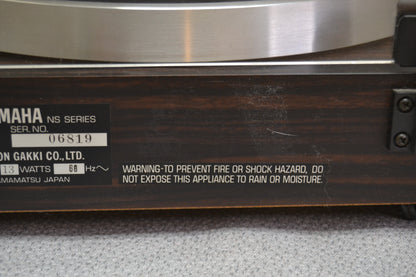 AMAHA NS SERIES
SER. NO.
06819
ON GAKKI CO., LTD.
13 WATTS 60 Hz~
AMAMATSU JAPAN
WARNING-TO PREVENT FIRE OR SHOCK HAZARD, DO
NOT EXPOSE THIS APPLIANCE TO RAIN OR MOISTURE.